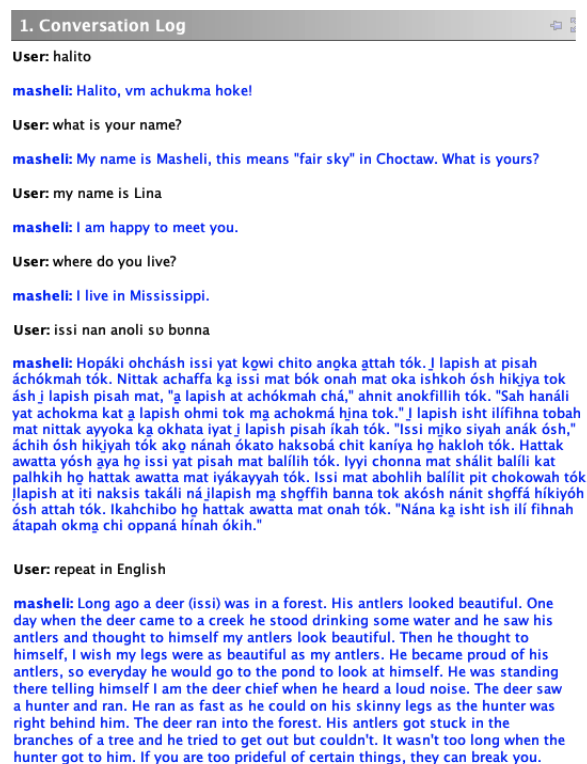 1. Conversation Log
User: halito
masheli: Halito, vm achukma hoke!
User: what is your name?
masheli: My name is Masheli, this means "fair sky" in Choctaw. What is yours?
User: my name is Lina
masheli: I am happy to meet you.
User: where do you live?
masheli: I live in Mississippi.
User: issi nan anoli sʋ bʋnna
masheli: Hopáki ohchásh issi yat ko̱wi chito ano̱ka a̱ttah tók. I̱ lapish at pisah
áchókmah tók. Nittak achaffa ka̱ issi mat bók onah mat oka ishkoh ósh hiki̱ya tok
ásh i̱ lapish pisah mat, "a̱ lapish at achókmah chá," ahnit anokfillih tók. "Sah hanáli
yat achokma kat a̱ lapish ohmi tok ma̱ achokmá hi̱na tok." I̱ lapish isht ilífihna tobah
mat nittak ayyoka ka̱ okhata iyat i̱ lapish pisah íkah tók. "Issi mi̱ko siyah anák ósh,"
áchih ósh hiki̱yah tók ako̱ nánah ókato haksobá chit kaníya ho̱ hakloh tók. Hattak
awatta yósh a̱ya ho̱ issi yat pisah mat balílih tók. Iyyi chonna mat shálit balíli kat
palhkih ho̱ hattak awatta mat iyákayyah tók. Issi mat abohlih balílit pit chokowah tók
I̱lapish at iti naksis takáli ná i̱lapish ma̱ sho̱ffih banna tok akósh nánit sho̱ffá híkiyóh
ósh attah tók. Ikahchibo ho̱ hattak awatta mat onah tók. "Nána ka̱ isht ish ilí fihnah
átapah okma̱ chi oppaná hínah ókih."
User: repeat in English
masheli: Long ago a deer (issi) was in a forest. His antlers looked beautiful. One
day when the deer came to a creek he stood drinking some water and he saw his
antlers and thought to himself my antlers look beautiful. Then he thought to
himself, I wish my legs were as beautiful as my antlers. He became proud of his
antlers, so everyday he would go to the pond to look at himself. He was standing
there telling himself I am the deer chief when he heard a loud noise. The deer saw
a hunter and ran. He ran as fast as he could on his skinny legs as the hunter was
right behind him. The deer ran into the forest. His antlers got stuck in the
branches of a tree and he tried to get out but couldn't. It wasn't too long when the
hunter got to him. If you are too prideful of certain things, they can break you.